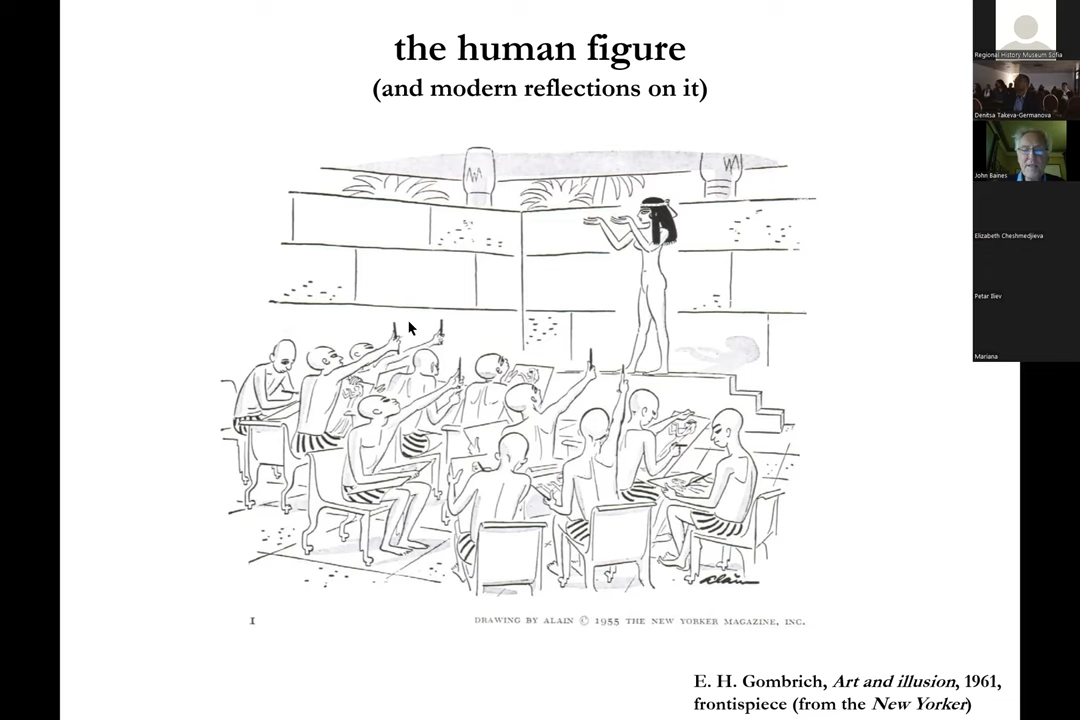 the human figure
(and modern reflections on it)
Alain
1
DRAWING BY ALAIN © 1955 THE NEW YORKER MAGAZINE, INC.
E. H. Gombrich, Art and illusion, 1961,
frontispiece (from the New Yorker)
Regional History Museum Sofia
Denitsa Takeva-Germanova
John Baines
Elizabeth Cheshmedjieva
Petar Iliev
Mariana